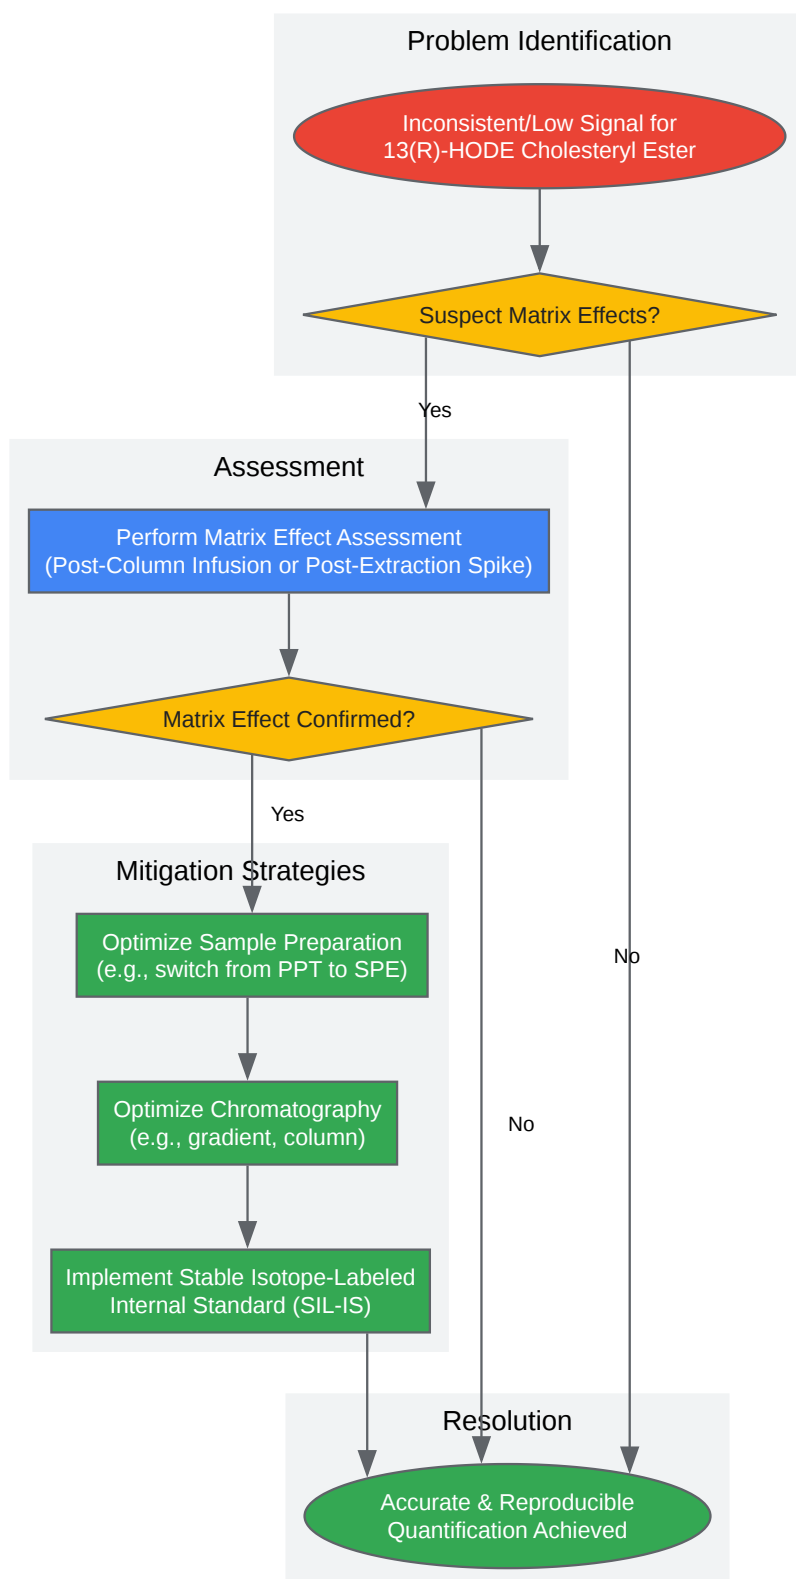 Problem Identification
Inconsistent/Low Signal for
13(R)-HODE Cholesteryl Ester
Suspect Matrix Effects?
Yes
Assessment
Perform Matrix Effect Assessment
(Post-Column Infusion or Post-Extraction Spike)
Matrix Effect Confirmed?
Yes
Mitigation Strategies
Optimize Sample Preparation
(e.g., switch from PPT to SPE)
No
Optimize Chromatography
(e.g., gradient, column)
No
Implement Stable Isotope-Labeled
Internal Standard (SIL-IS)
Resolution
Accurate & Reproducible
Quantification Achieved